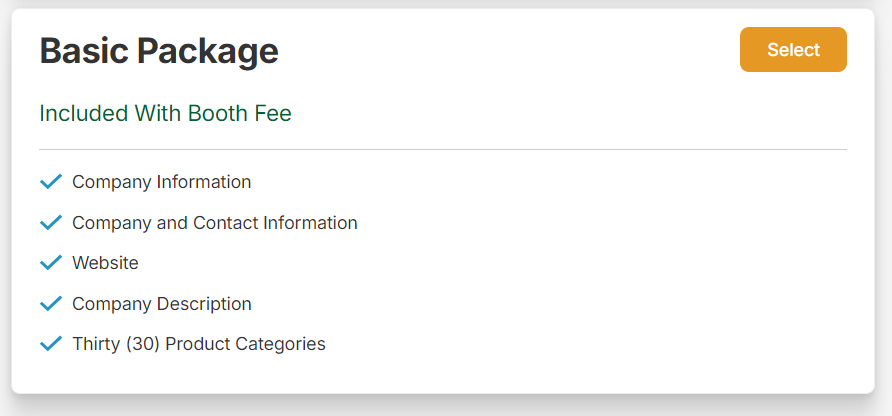 Basic Package
Select
Included With Booth Fee
Company Information
Company and Contact Information
Website
Company Description
Thirty (30) Product Categories